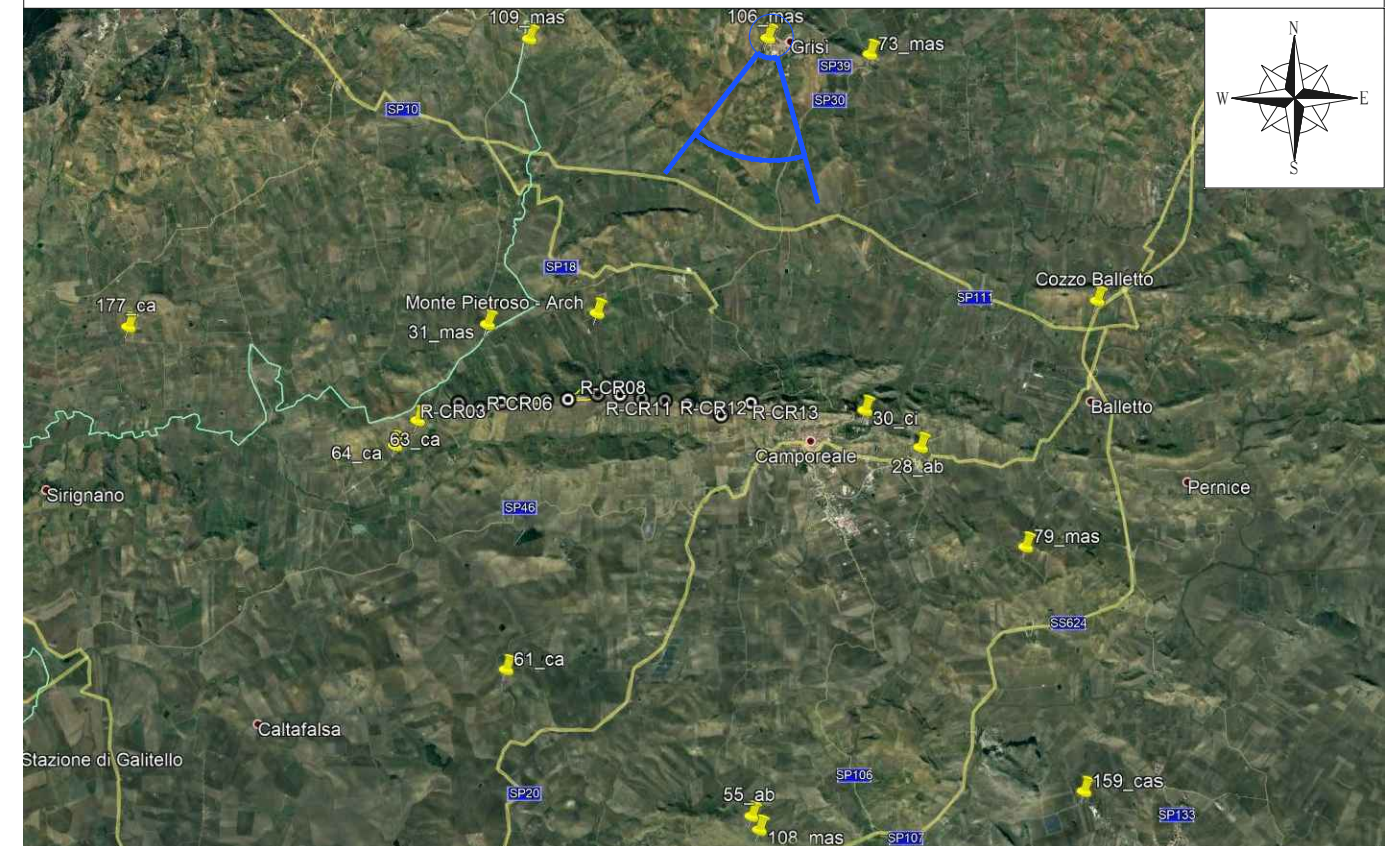 109_mas
106_mas
Grisì
73_mas
SP39
SP30
SP10
N
W
E
S
SP18
Cozzo Balletto
SP111
177_ca
Monte Pietroso - Arch
31_mas
R-CR08
R-CR03
R-CR06
R-CR11
R-CR12
R-CR13
30_ci
Balletto
63_ca
64_ca
Camporeale
28_ab
Sirignano
Pernice
SP46
79_mas
SS624
61_ca
Caltafalsa
Stazione di Galitello
SP106
159_cas
SP20
55_ab
SP133
108_mas
SP107